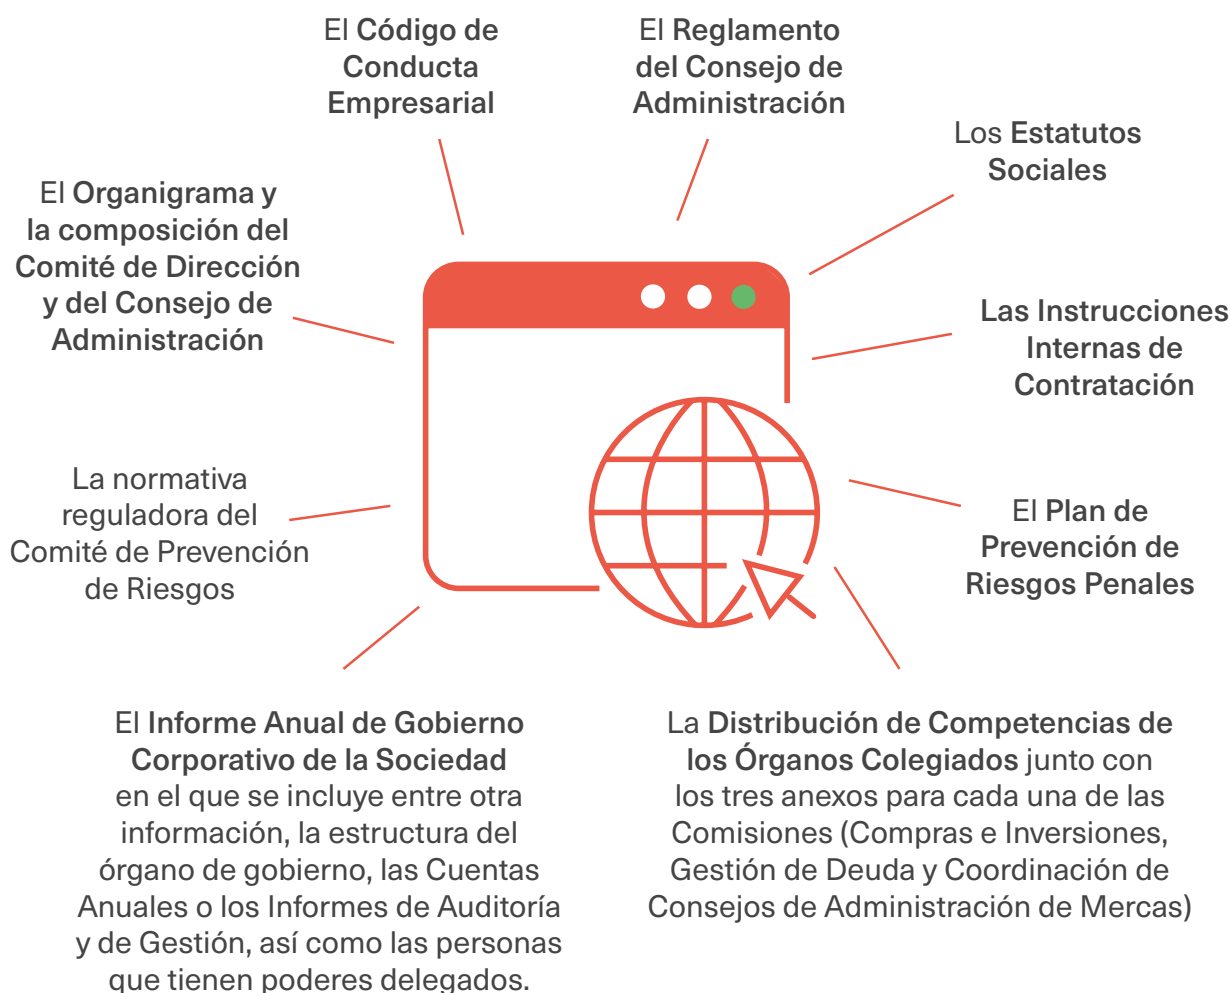 El Código de
Conducta
Empresarial
El Reglamento
del Consejo de
Administración
Los Estatutos
Sociales
El Organigrama y
la composición del
Comité de Dirección
y del Consejo de
Administración
Las Instrucciones
Internas de
Contratación
La normativa
reguladora del
Comité de Prevención
de Riesgos
El Plan de
Prevención de
Riesgos Penales
El Informe Anual de Gobierno
Corporativo de la Sociedad
en el que se incluye entre otra
información, la estructura del
órgano de gobierno, las Cuentas
Anuales o los Informes de Auditoría
y de Gestión, así como las personas
que tienen poderes delegados.
La Distribución de Competencias de
los Órganos Colegiados junto con
los tres anexos para cada una de las
Comisiones (Compras e Inversiones,
Gestión de Deuda y Coordinación de
Consejos de Administración de Mercas)